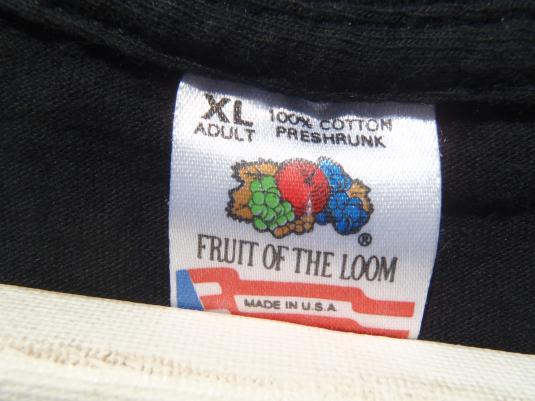 XL 100% COTTON
ADULT PRESHRUNK
®
FRUIT OF THE LOOM
MADE IN U.S.A.